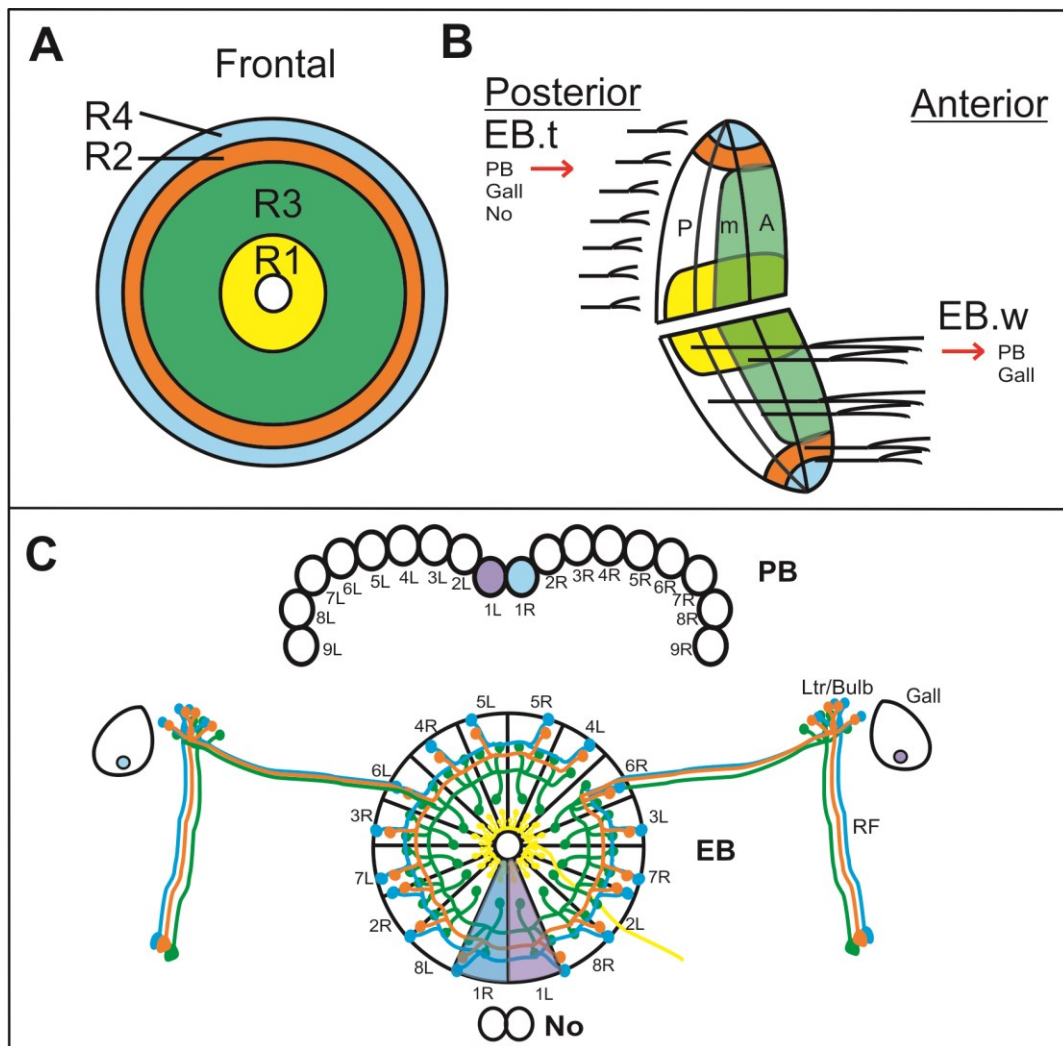 A
Frontal
R4
R2
R3
R1
B
Posterior
EB.t
PB
Gall
No
Anterior
P
m
A
EB.w
PB
Gall
C
PB
9L
8L
7L
6L
5L
4L
3L
2L
1L
1R
2R
3R
4R
5R
6R
7R
8R
9R
Ltr/Bulb
Gall
RF
EB
5L
5R
4R
4L
6L
6R
3R
3L
7L
7R
2R
2L
8L
8R
1R
1L
No